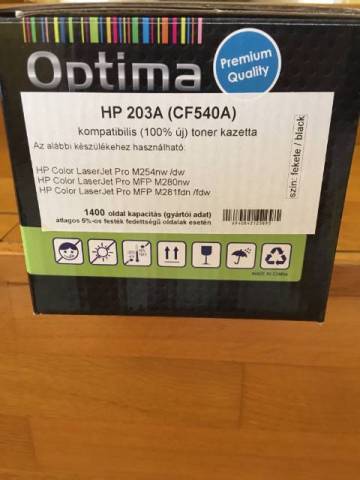 Optima
Premium
Quality
HP 203A (CF540A)
kompatibilis (100% új) toner kazetta
Az alábbi készülékehez használható:
HP Color LaserJet Pro M254nw /dw
HP Color LaserJet Pro MFP M280nw
HP Color LaserJet Pro MFP M281fdn /fdw
1400 oldal kapacitás (gyártói adat)
átlagos 5%-os festék fedettségű oldalak esetén
szín: fekete / black
MADE IN CHINA